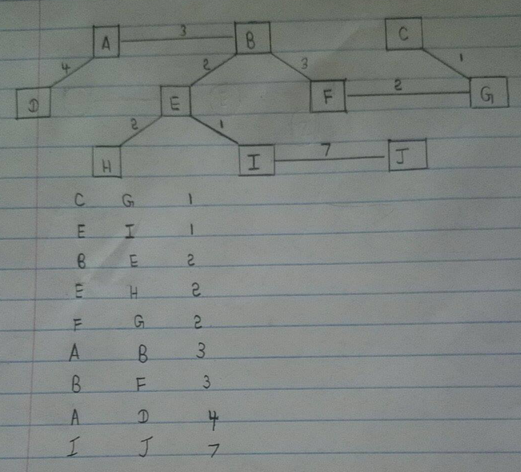 A 3 B C
4 2 3 1
D E F 2 G
2 1
H I 7 J
C G 1
E I 1
B E 2
E H 2
F G 2
A B 3
B F 3
A D 4
I J 7